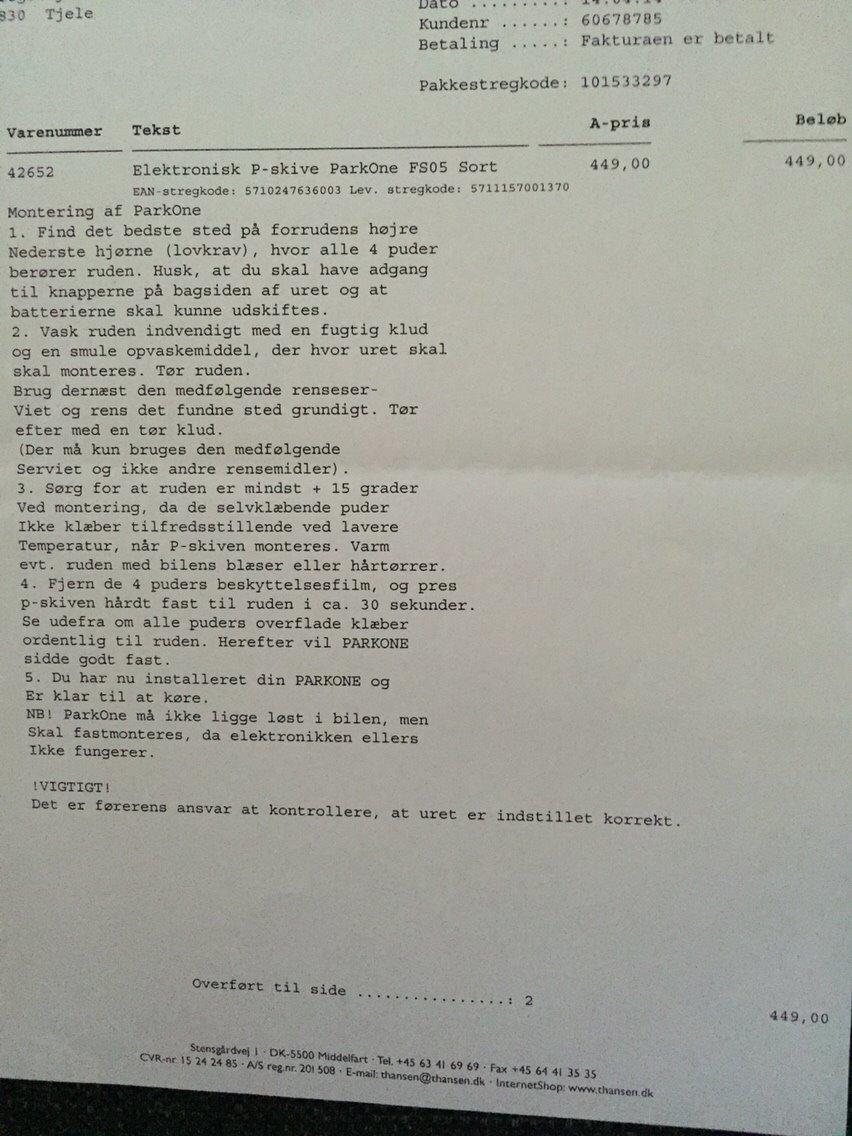 830 Tjele
Dato ..........:
Kundenr ......: 60678785
Betaling .....: Fakturaen er betalt
Pakkestregkode: 101533297
Varenummer Tekst A-pris Beløb
42652 Elektronisk P-skive ParkOne FS05 Sort 449,00 449,00
EAN-stregkode: 5710247636003 Lev. stregkode: 5711157001370
Montering af ParkOne
1. Find det bedste sted på forrudens højre
Nederste hjørne (lovkrav), hvor alle 4 puder
berører ruden. Husk, at du skal have adgang
til knapperne på bagsiden af uret og at
batterierne skal kunne udskiftes.
2. Vask ruden indvendigt med en fugtig klud
og en smule opvaskemiddel, der hvor uret skal
skal monteres. Tør ruden.
Brug dernæst den medfølgende renseser-
Viet og rens det fundne sted grundigt. Tør
efter med en tør klud.
(Der må kun bruges den medfølgende
Serviet og ikke andre rensemidler).
3. Sørg for at ruden er mindst + 15 grader
Ved montering, da de selvklæbende puder
Ikke klæber tilfredsstillende ved lavere
Temperatur, når P-skiven monteres. Varm
evt. ruden med bilens blæser eller hårtørrer.
4. Fjern de 4 puders beskyttelsesfilm, og pres
p-skiven hårdt fast til ruden i ca. 30 sekunder.
Se udefra om alle puders overflade klæber
ordentlig til ruden. Herefter vil PARKONE
sidde godt fast.
5. Du har nu installeret din PARKONE og
Er klar til at køre.
NB! ParkOne må ikke ligge løst i bilen, men
Skal fastmonteres, da elektronikken ellers
Ikke fungerer.
!VIGTIGT!
Det er førerens ansvar at kontrollere, at uret er indstillet korrekt.
Overført til side .................: 2
449,00
Stensgårdvej 1 · DK-5500 Middelfart · Tel. +45 63 41 69 69 · Fax +45 64 41 35 35
CVR-nr. 15 24 24 85 · A/S reg.nr. 201 508 · E-mail: thansen@thansen.dk · InternetShop: www.thansen.dk